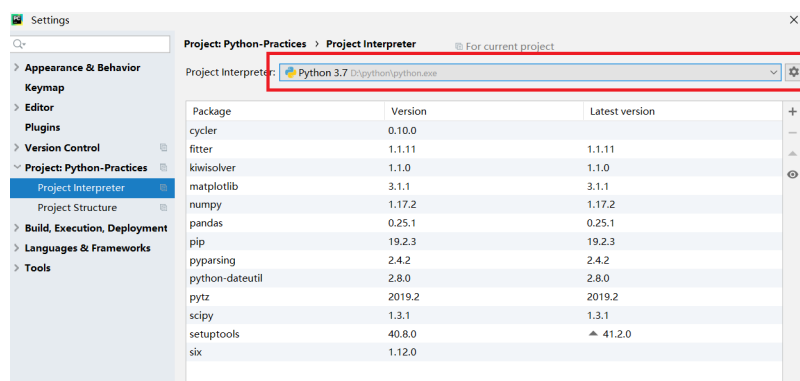 Settings
Project: Python-Practices > Project Interpreter For current project
Appearance & Behavior
Keymap
Editor
Plugins
Version Control
Project: Python-Practices
Project Interpreter
Project Structure
Build, Execution, Deployment
Languages & Frameworks
Tools
Project Interpreter: Python 3.7 D:\python\python.exe
Package Version Latest version
cycler 0.10.0
fitter 1.1.11 1.1.11
kiwisolver 1.1.0 1.1.0
matplotlib 3.1.1 3.1.1
numpy 1.17.2 1.17.2
pandas 0.25.1 0.25.1
pip 19.2.3 19.2.3
pyparsing 2.4.2 2.4.2
python-dateutil 2.8.0 2.8.0
pytz 2019.2 2019.2
scipy 1.3.1 1.3.1
setuptools 40.8.0 41.2.0
six 1.12.0